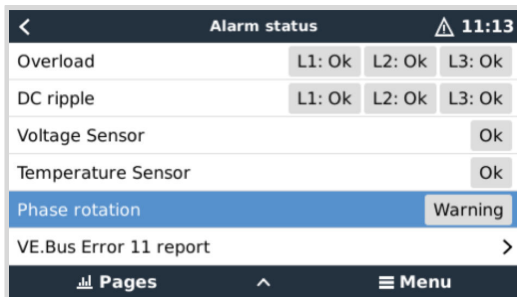 Alarm status 11:13
Overload L1: Ok L2: Ok L3: Ok
DC ripple L1: Ok L2: Ok L3: Ok
Voltage Sensor Ok
Temperature Sensor Ok
Phase rotation Warning
VE.Bus Error 11 report
Pages Menu